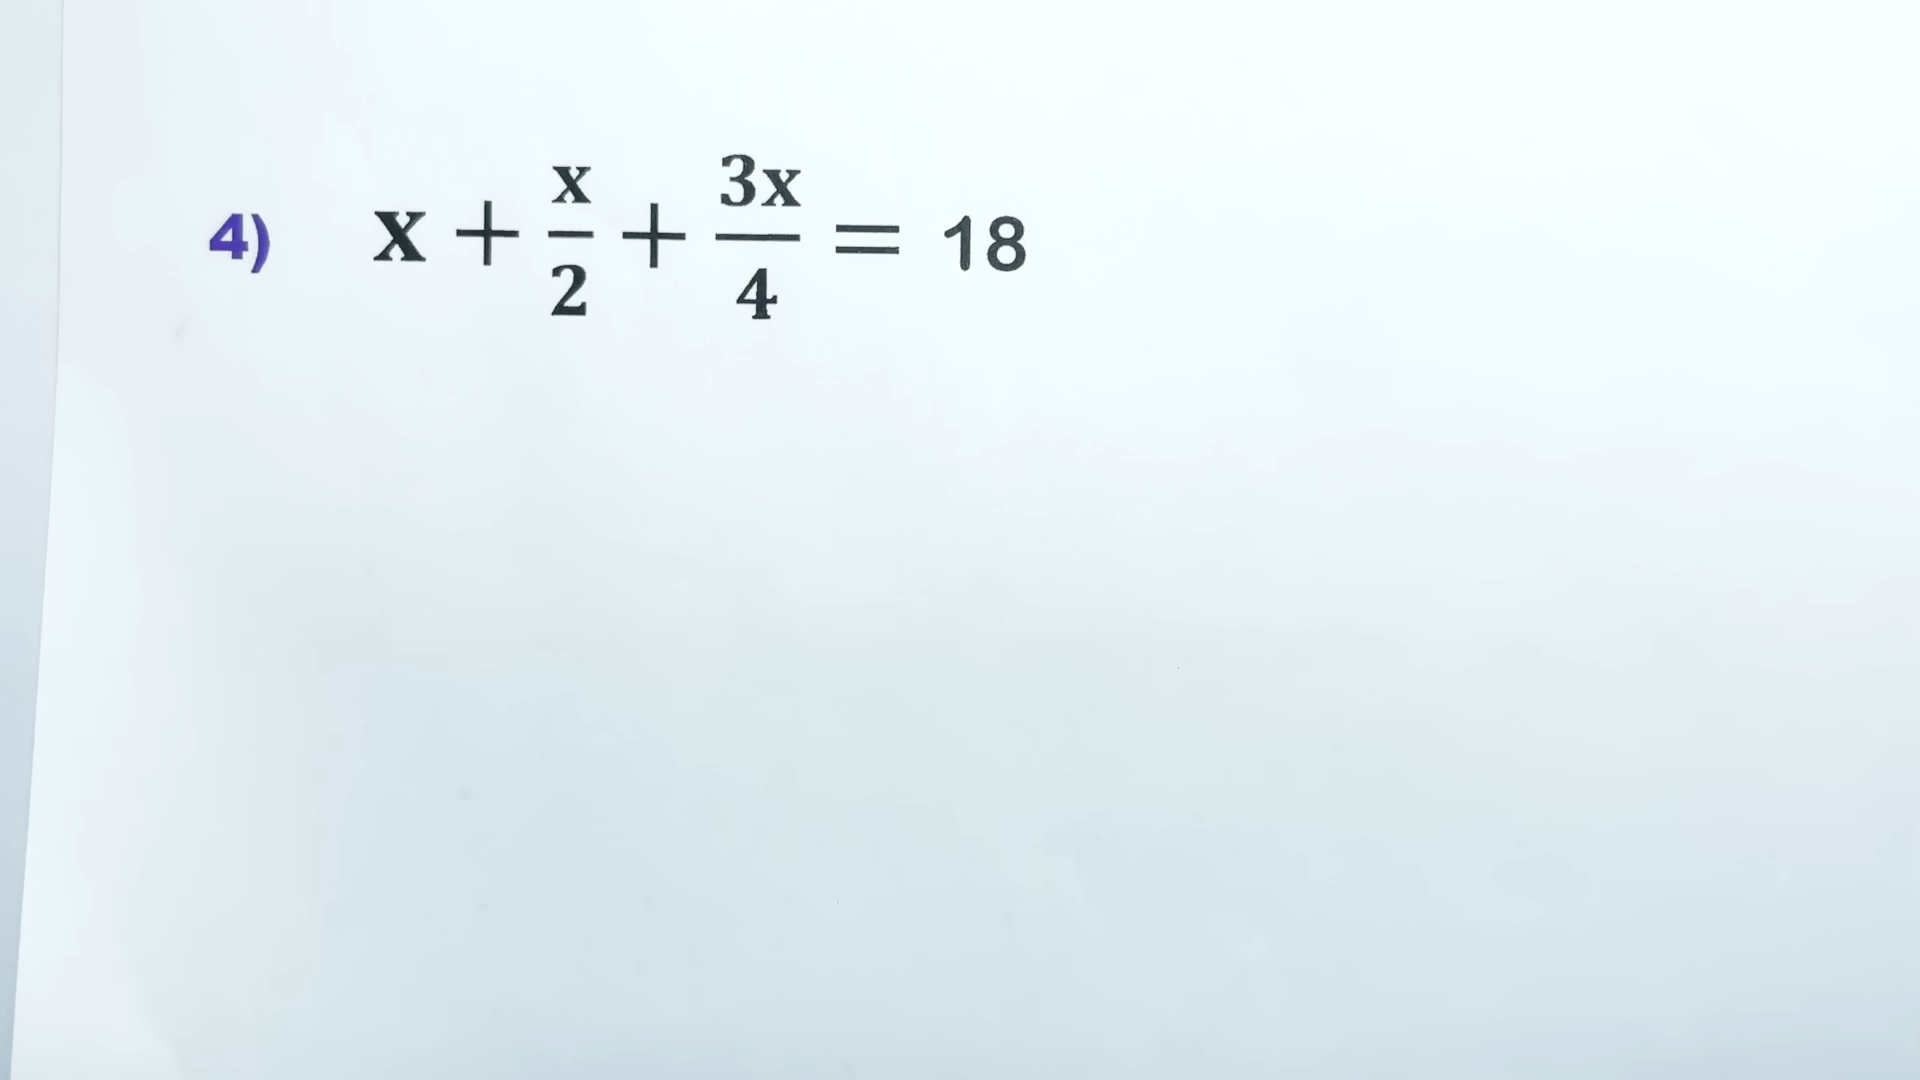 4) x + x/2 + 3x/4 = 18